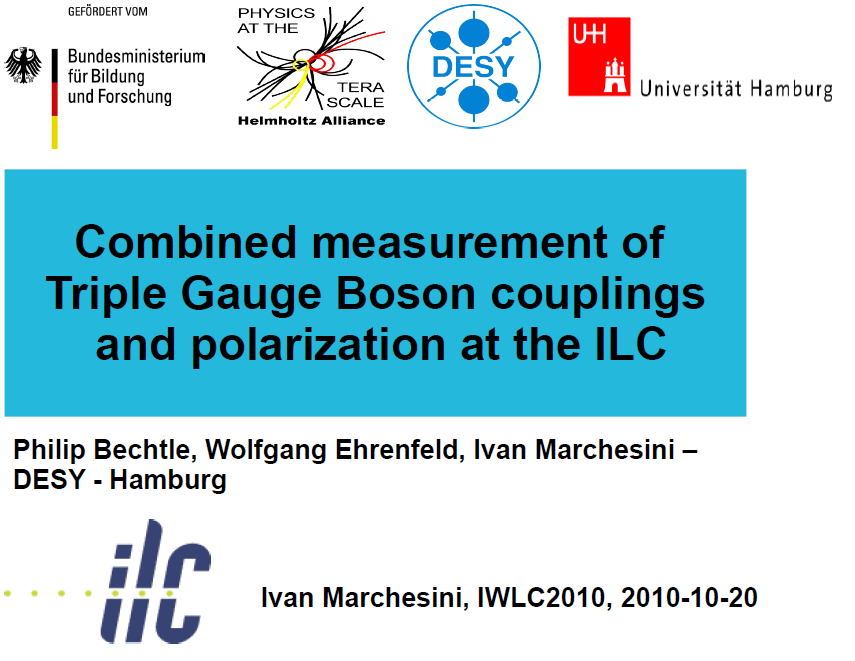 GEFÖRDERT VOM
Bundesministerium
für Bildung
und Forschung
PHYSICS
AT THE
TERA
SCALE
Helmholtz Alliance
DESY
UHH
Universität Hamburg
Combined measurement of
Triple Gauge Boson couplings
and polarization at the ILC
Philip Bechtle, Wolfgang Ehrenfeld, Ivan Marchesini –
DESY - Hamburg
ilc
Ivan Marchesini, IWLC2010, 2010-10-20